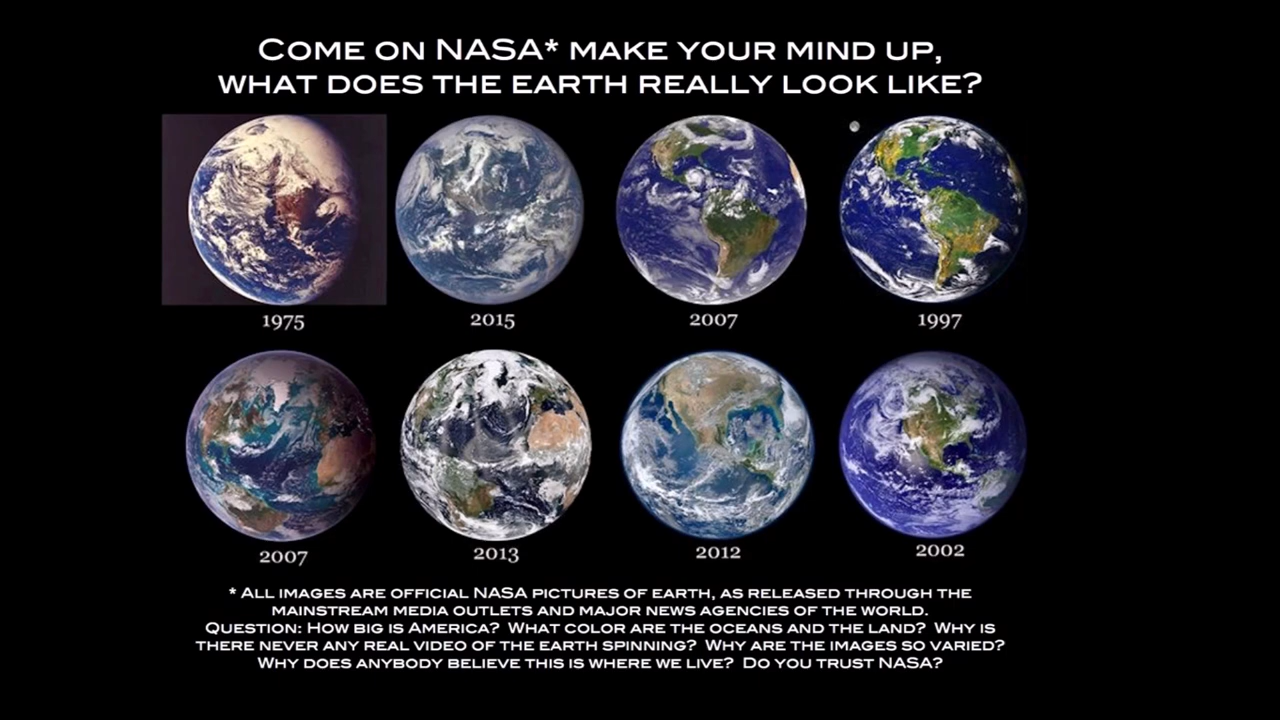 COME ON NASA* MAKE YOUR MIND UP,
WHAT DOES THE EARTH REALLY LOOK LIKE?
1975
2015
2007
1997
2007
2013
2012
2002
* ALL IMAGES ARE OFFICIAL NASA PICTURES OF EARTH, AS RELEASED THROUGH THE
MAINSTREAM MEDIA OUTLETS AND MAJOR NEWS AGENCIES OF THE WORLD.
QUESTION: HOW BIG IS AMERICA? WHAT COLOR ARE THE OCEANS AND THE LAND? WHY IS
THERE NEVER ANY REAL VIDEO OF THE EARTH SPINNING? WHY ARE THE IMAGES SO VARIED?
WHY DOES ANYBODY BELIEVE THIS IS WHERE WE LIVE? DO YOU TRUST NASA?